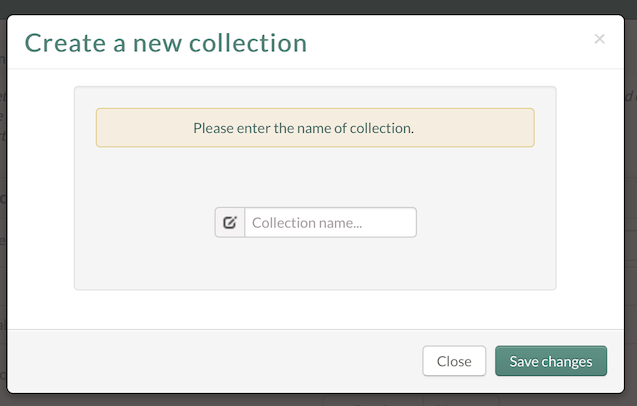 Create a new collection
×
Please enter the name of collection.
Collection name...
Close
Save changes